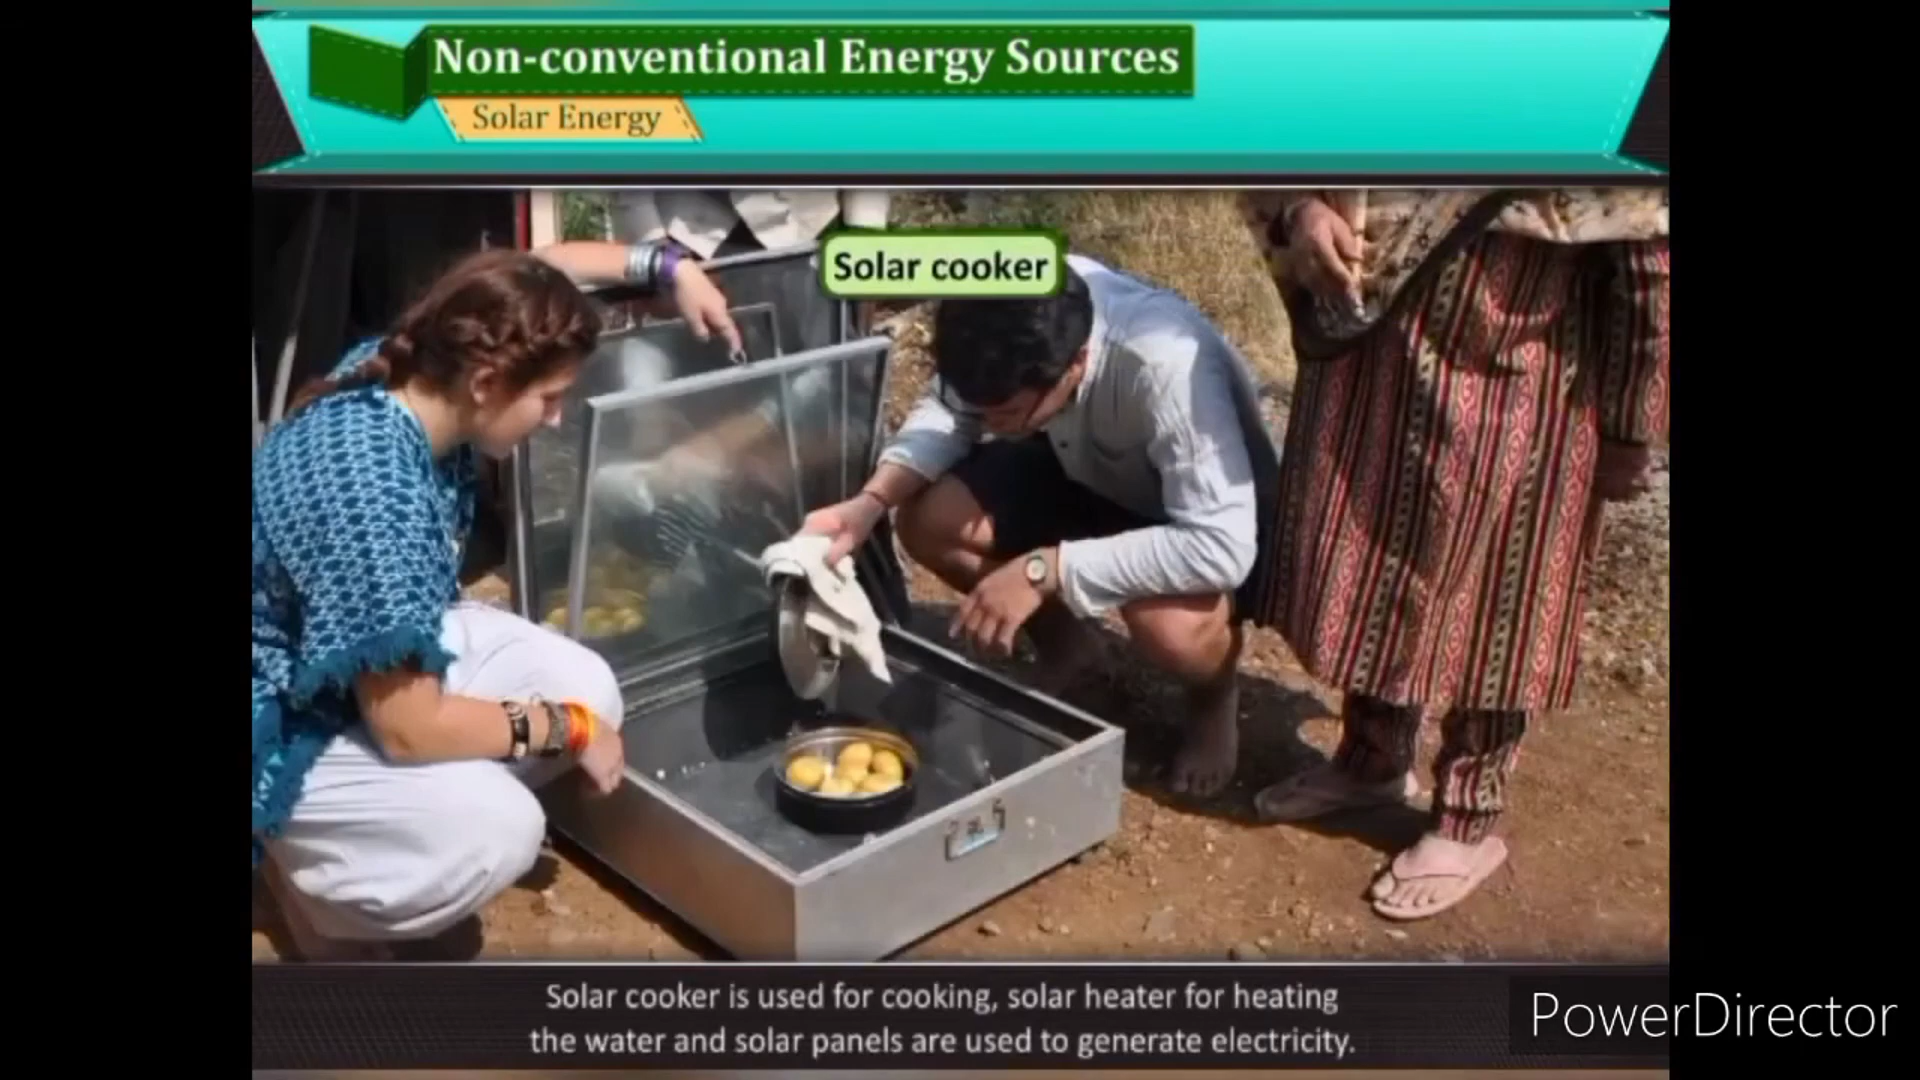 Non-conventional Energy Sources
Solar Energy
Solar cooker
Solar cooker is used for cooking, solar heater for heating
the water and solar panels are used to generate electricity.
PowerDirector